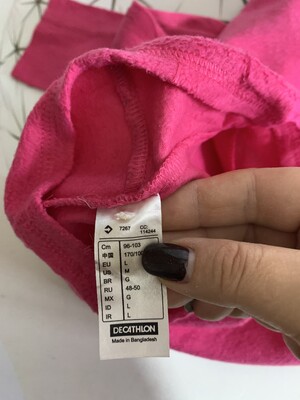 7267 CC: 114244
Cm 96-103
中国 170/100
EU L
US M
BR G
RU 48-50
MX G
ID L
IR L
DECATHLON
Made in Bangladesh